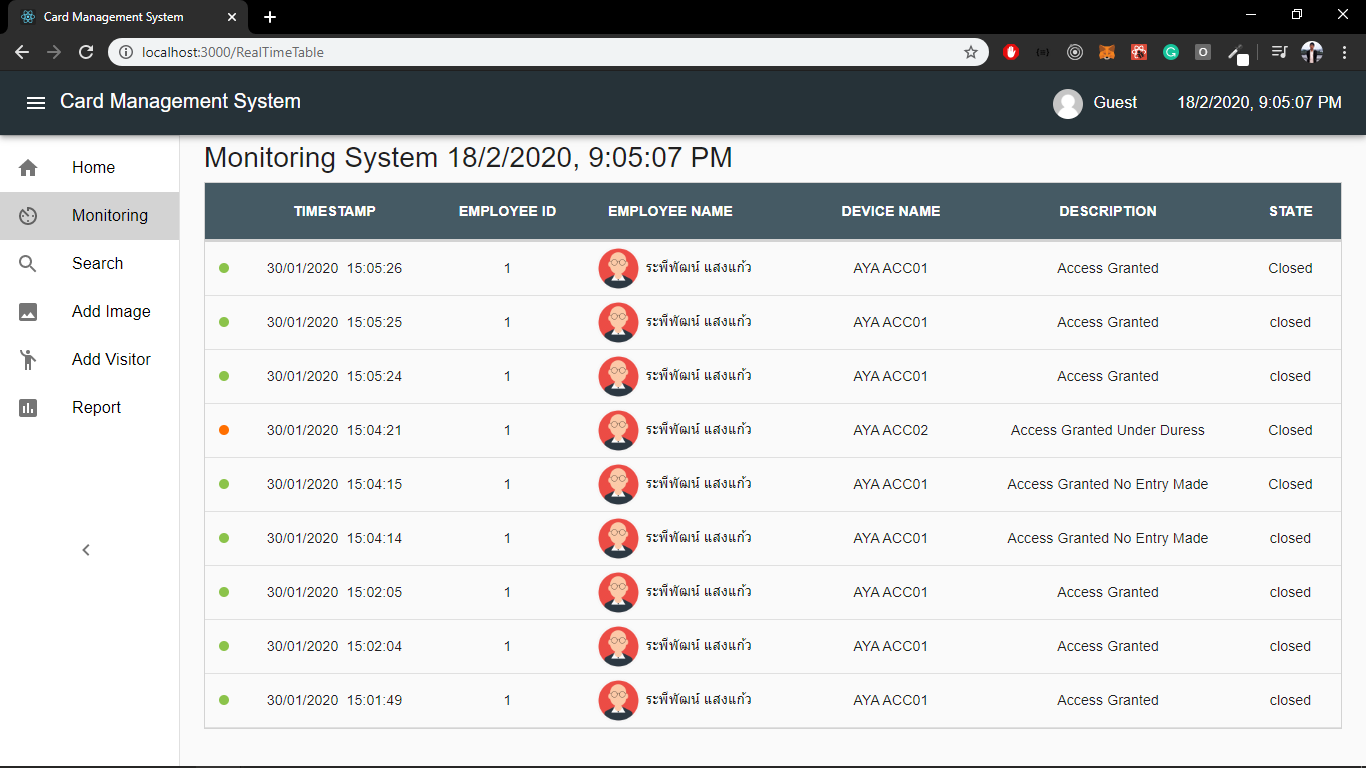 Card Management System
localhost:3000/RealTimeTable
Card Management System Guest 18/2/2020, 9:05:07 PM
Home
Monitoring
Search
Add Image
Add Visitor
Report
Monitoring System 18/2/2020, 9:05:07 PM
TIMESTAMP EMPLOYEE ID EMPLOYEE NAME DEVICE NAME DESCRIPTION STATE
30/01/2020 15:05:26 1 ระพีพัฒน์ แสงแก้ว AYA ACC01 Access Granted Closed
30/01/2020 15:05:25 1 ระพีพัฒน์ แสงแก้ว AYA ACC01 Access Granted closed
30/01/2020 15:05:24 1 ระพีพัฒน์ แสงแก้ว AYA ACC01 Access Granted closed
30/01/2020 15:04:21 1 ระพีพัฒน์ แสงแก้ว AYA ACC02 Access Granted Under Duress Closed
30/01/2020 15:04:15 1 ระพีพัฒน์ แสงแก้ว AYA ACC01 Access Granted No Entry Made Closed
30/01/2020 15:04:14 1 ระพีพัฒน์ แสงแก้ว AYA ACC01 Access Granted No Entry Made closed
30/01/2020 15:02:05 1 ระพีพัฒน์ แสงแก้ว AYA ACC01 Access Granted closed
30/01/2020 15:02:04 1 ระพีพัฒน์ แสงแก้ว AYA ACC01 Access Granted closed
30/01/2020 15:01:49 1 ระพีพัฒน์ แสงแก้ว AYA ACC01 Access Granted closed